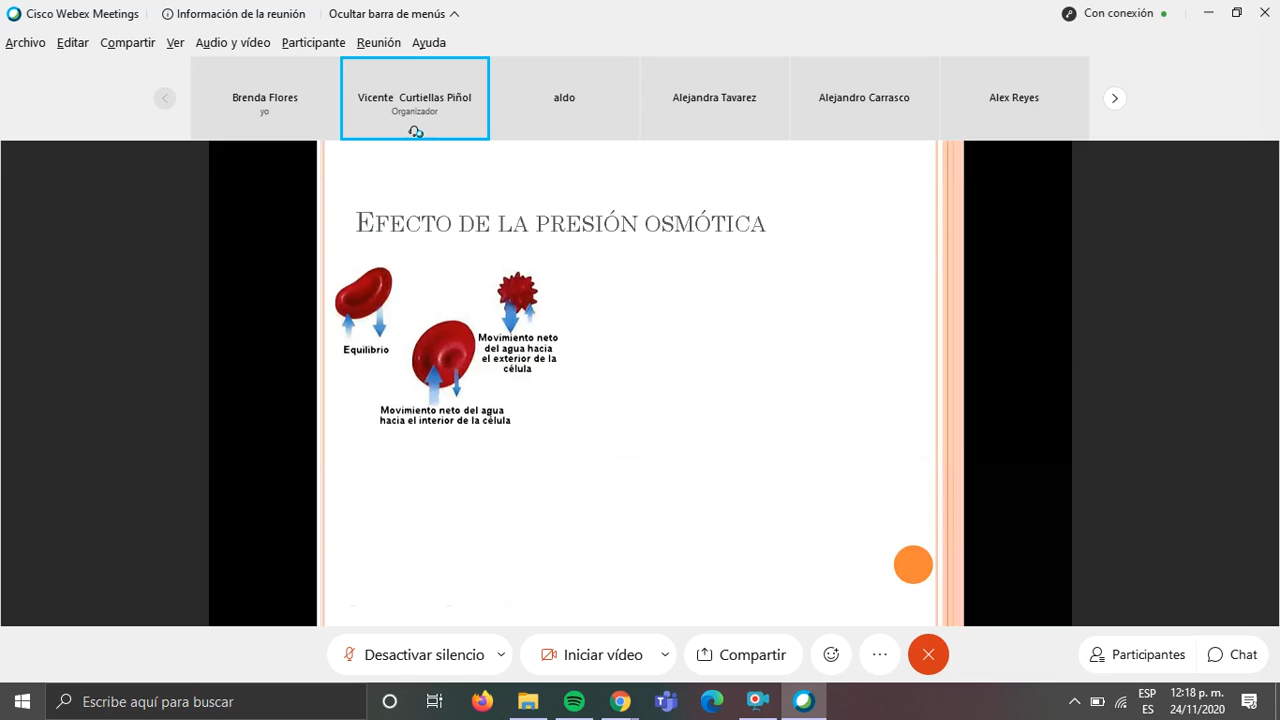 Cisco Webex Meetings
Información de la reunión
Ocultar barra de menús
Con conexión
Archivo
Editar
Compartir
Ver
Audio y vídeo
Participante
Reunión
Ayuda
Brenda Flores
yo
Vicente Curtiellas Piñol
Organizador
aldo
Alejandra Tavarez
Alejandro Carrasco
Alex Reyes
EFECTO DE LA PRESIÓN OSMÓTICA
Equilibrio
Movimiento neto
del agua hacia
el exterior de la
célula
Movimiento neto del agua
hacia el interior de la célula
Desactivar silencio
Iniciar vídeo
Compartir
Participantes
Chat
Escribe aquí para buscar
ESP
ES
12:18 p. m.
24/11/2020